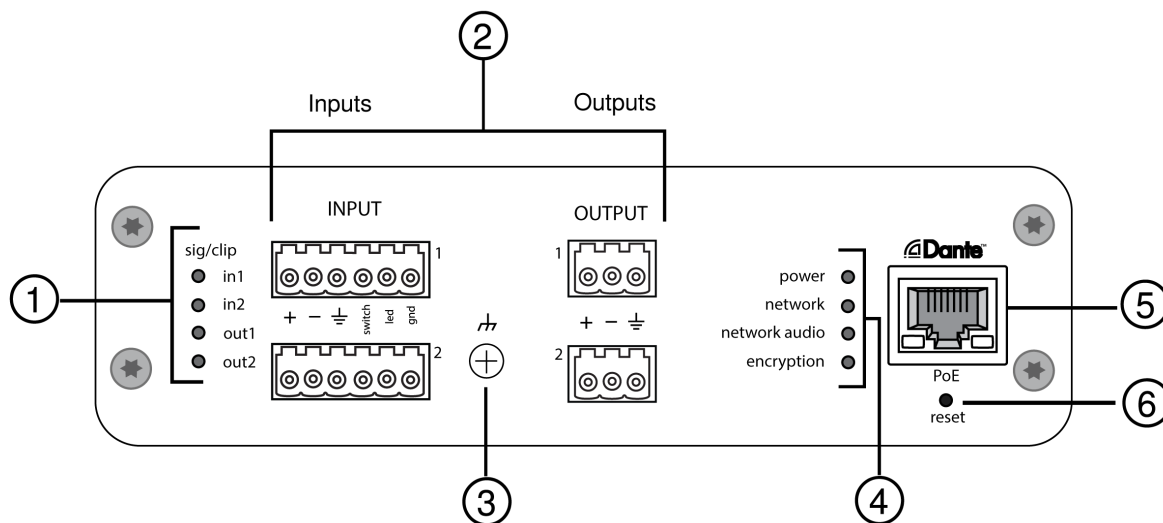 2
Inputs Outputs
INPUT OUTPUT
sig/clip
in1
in2
out1
out2
1
+ − ⏚ switch led gnd
2
1
+ − ⏚
2
power
network
network audio
encryption
Dante™
PoE
reset
1
3
4
5
6